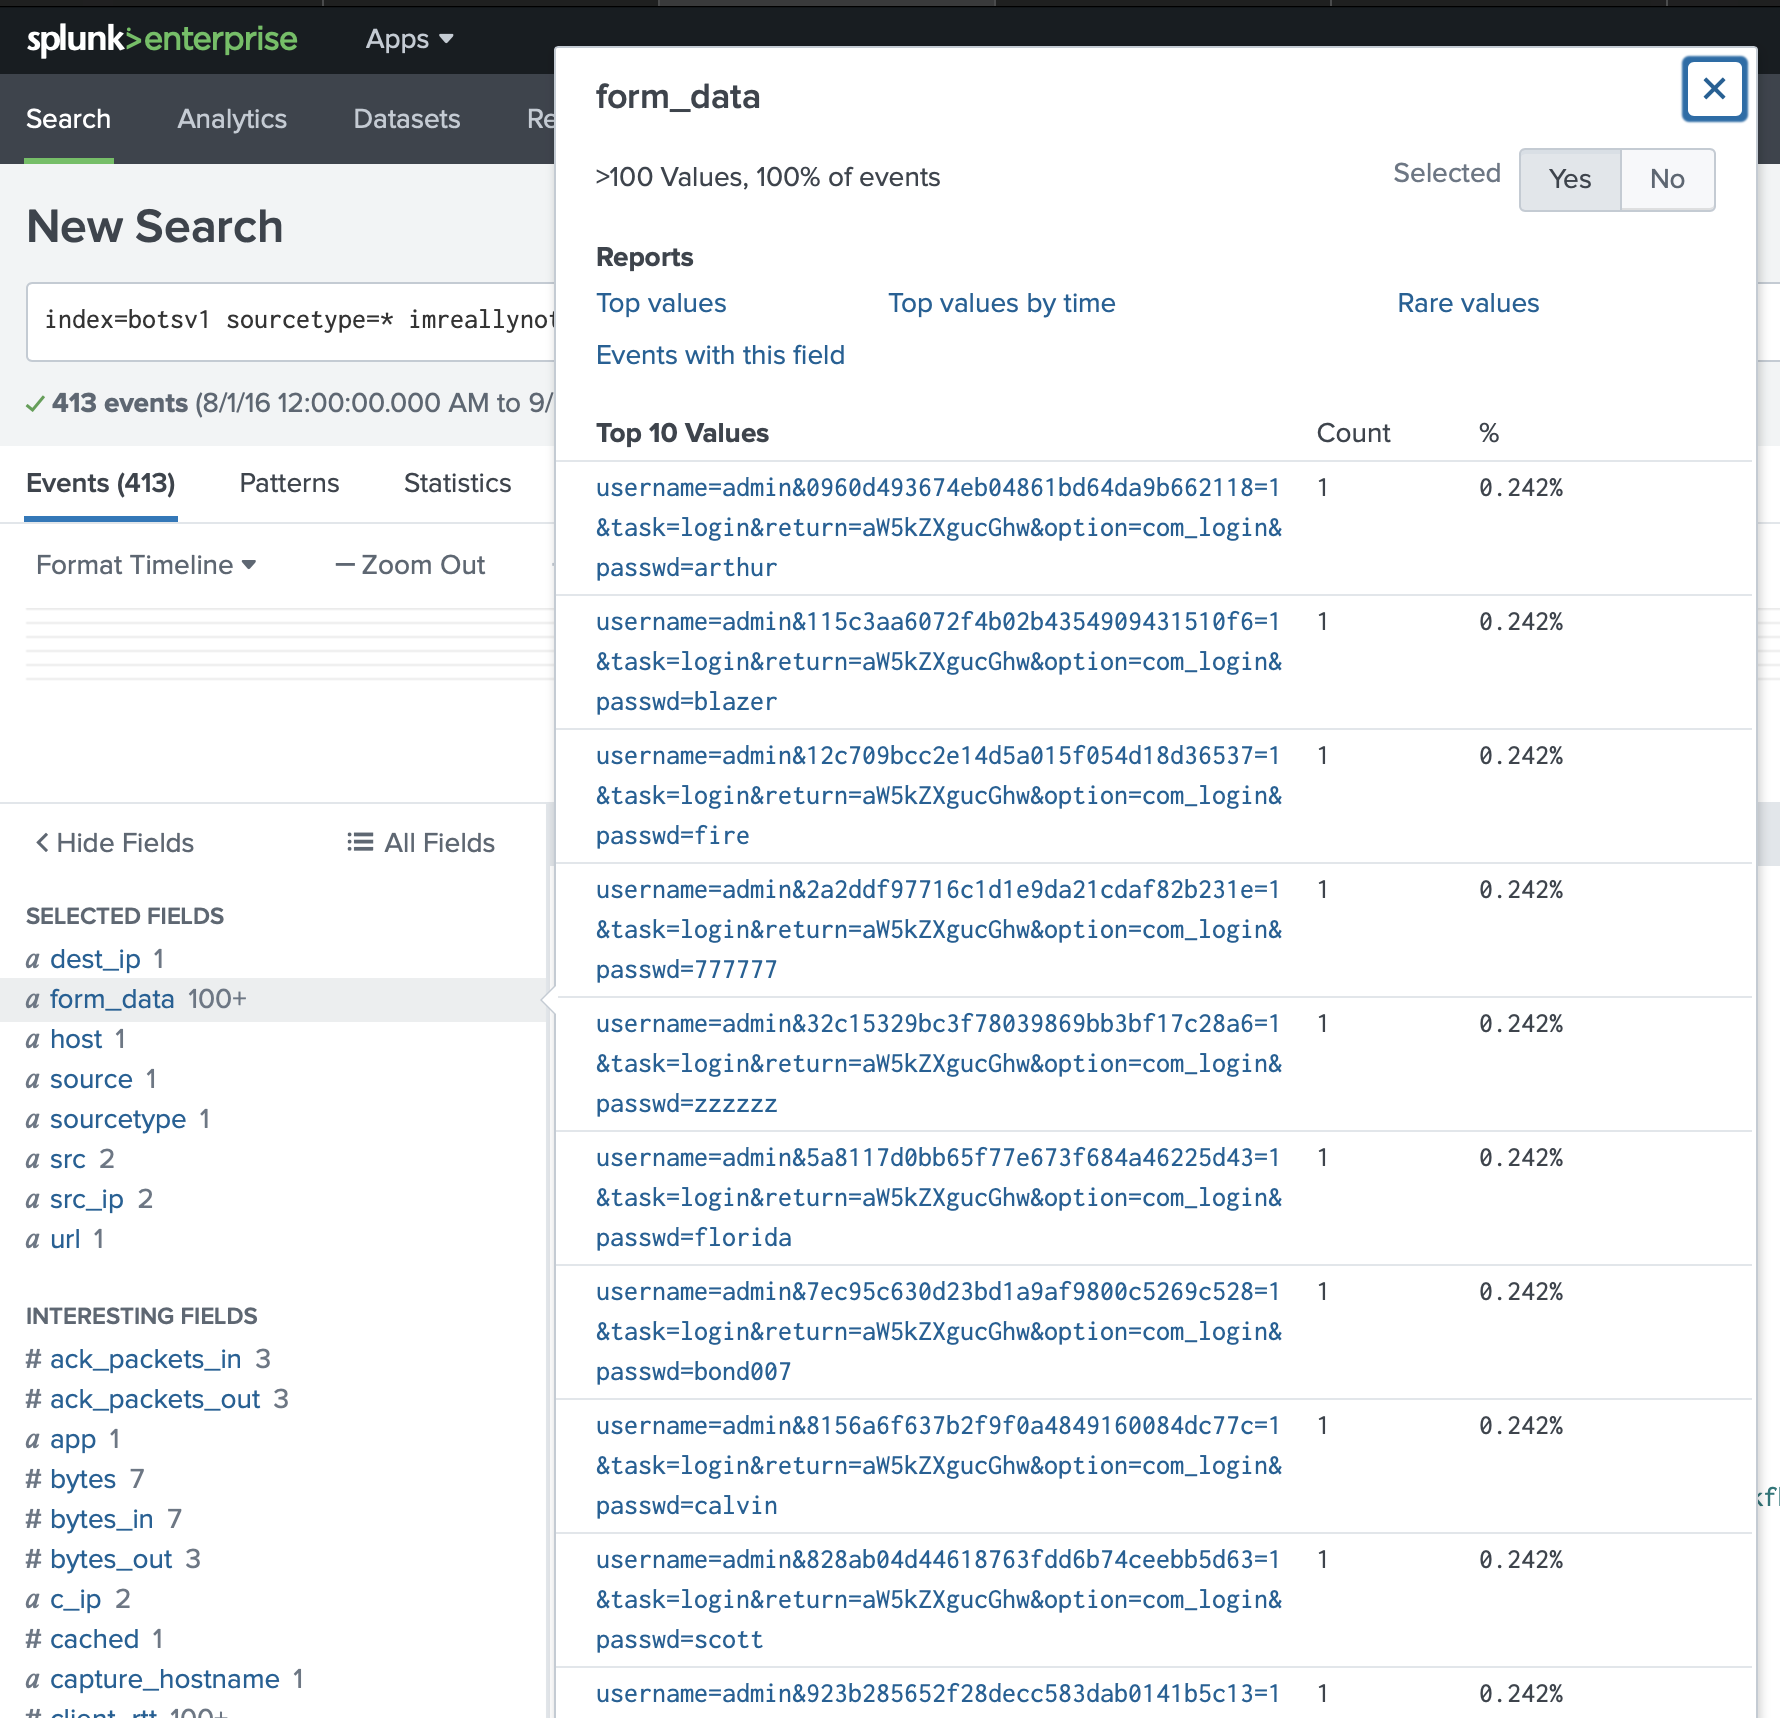 splunk>enterprise Apps
Search Analytics Datasets Re
New Search
index=botsv1 sourcetype=* imreallynot
413 events (8/1/16 12:00:00.000 AM to 9/
Events (413) Patterns Statistics
Format Timeline — Zoom Out
Hide Fields All Fields
SELECTED FIELDS
a dest_ip 1
a form_data 100+
a host 1
a source 1
a sourcetype 1
a src 2
a src_ip 2
a url 1
INTERESTING FIELDS
# ack_packets_in 3
# ack_packets_out 3
a app 1
# bytes 7
# bytes_in 7
# bytes_out 3
a c_ip 2
# cached 1
a capture_hostname 1
# client_rtt 100+
form_data
>100 Values, 100% of events
Selected Yes No
Reports
Top values Top values by time Rare values
Events with this field
Top 10 Values Count %
username=admin&0960d493674eb04861bd64da9b662118=1 1 0.242%
&task=login&return=aW5kZXgucGhw&option=com_login&
passwd=arthur
username=admin&115c3aa6072f4b02b4354909431510f6=1 1 0.242%
&task=login&return=aW5kZXgucGhw&option=com_login&
passwd=blazer
username=admin&12c709bcc2e14d5a015f054d18d36537=1 1 0.242%
&task=login&return=aW5kZXgucGhw&option=com_login&
passwd=fire
username=admin&2a2ddf97716c1d1e9da21cdaf82b231e=1 1 0.242%
&task=login&return=aW5kZXgucGhw&option=com_login&
passwd=777777
username=admin&32c15329bc3f78039869bb3bf17c28a6=1 1 0.242%
&task=login&return=aW5kZXgucGhw&option=com_login&
passwd=zzzzzz
username=admin&5a8117d0bb65f77e673f684a46225d43=1 1 0.242%
&task=login&return=aW5kZXgucGhw&option=com_login&
passwd=florida
username=admin&7ec95c630d23bd1a9af9800c5269c528=1 1 0.242%
&task=login&return=aW5kZXgucGhw&option=com_login&
passwd=bond007
username=admin&8156a6f637b2f9f0a4849160084dc77c=1 1 0.242%
&task=login&return=aW5kZXgucGhw&option=com_login&
passwd=calvin
username=admin&828ab04d44618763fdd6b74ceebb5d63=1 1 0.242%
&task=login&return=aW5kZXgucGhw&option=com_login&
passwd=scott
username=admin&923b285652f28decc583dab0141b5c13=1 1 0.242%